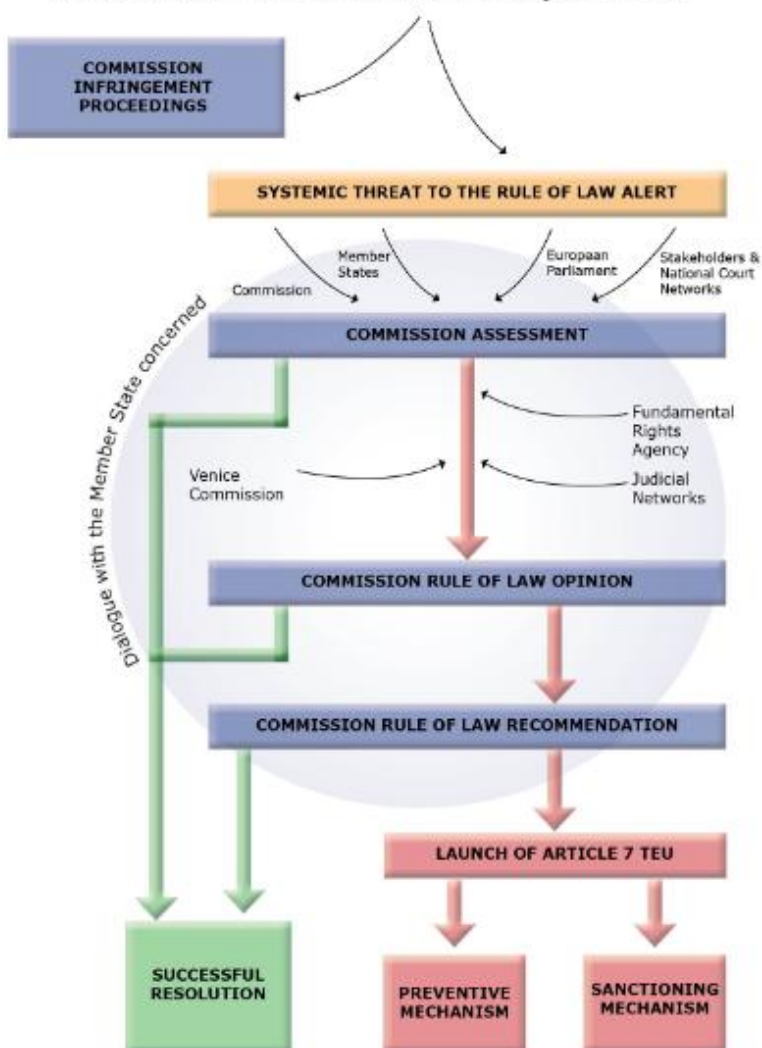 COMMISSION
INFRINGEMENT
PROCEEDINGS
SYSTEMIC THREAT TO THE RULE OF LAW ALERT
Commission
Member
States
Europaan
Parliament
Stakeholders &
National Court
Networks
Dialogue with the Member State concerned
COMMISSION ASSESSMENT
Fundamental
Rights
Agency
Venice
Commission
Judicial
Networks
COMMISSION RULE OF LAW OPINION
COMMISSION RULE OF LAW RECOMMENDATION
LAUNCH OF ARTICLE 7 TEU
SUCCESSFUL
RESOLUTION
PREVENTIVE
MECHANISM
SANCTIONING
MECHANISM